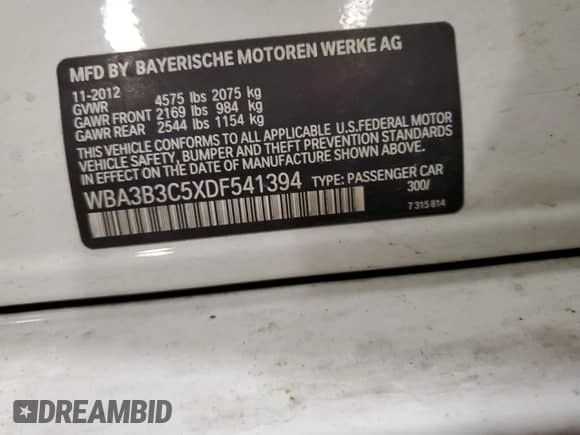 MFD BY BAYERISCHE MOTOREN WERKE AG
11-2012
GVWR 4575 lbs 2075 kg
GAWR FRONT 2169 lbs 984 kg
GAWR REAR 2544 lbs 1154 kg
THIS VEHICLE CONFORMS TO ALL APPLICABLE U.S.FEDERAL MOTOR
VEHICLE SAFETY, BUMPER AND THEFT PREVENTION STANDARDS
IN EFFECT ON THE DATE OF MANUFACTURE SHOWN ABOVE.
WBA3B3C5XDF541394 TYPE: PASSENGER CAR
300/
7 315 814
DREAMBID